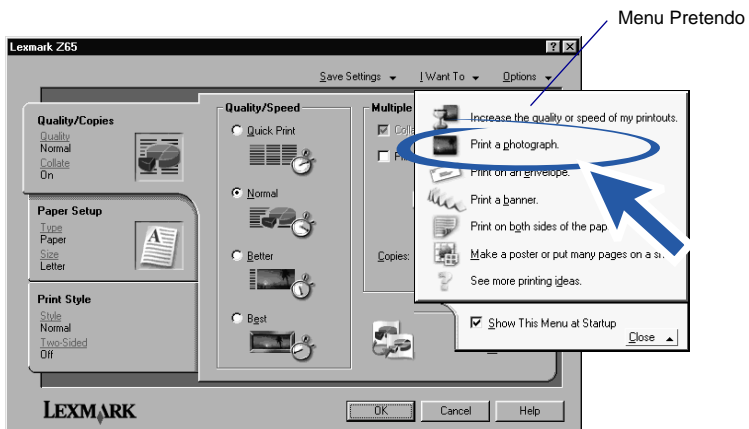 Menu Pretendo
Lexmark Z65
Save Settings
I Want To
Options
Quality/Copies
Quality
Normal
Collate
On
Paper Setup
Type
Paper
Size
Letter
Print Style
Style
Normal
Two-Sided
Off
Quality/Speed
Quick Print
Normal
Better
Best
Multiple
Copies:
Increase the quality or speed of my printouts.
Print a photograph.
Print on an envelope.
Print a banner.
Print on both sides of the pap
Make a poster or put many pages on a
See more printing ideas.
Show This Menu at Startup
Close
LEXMARK
OK
Cancel
Help